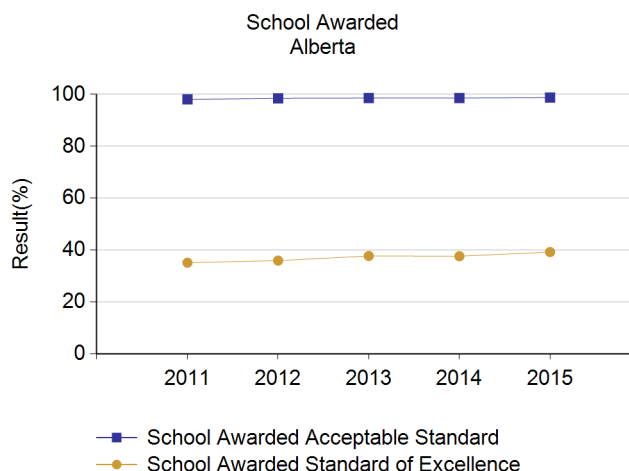 School Awarded
Alberta
Result(%)
100
80
60
40
20
0
2011 2012 2013 2014 2015
School Awarded Acceptable Standard
School Awarded Standard of Excellence